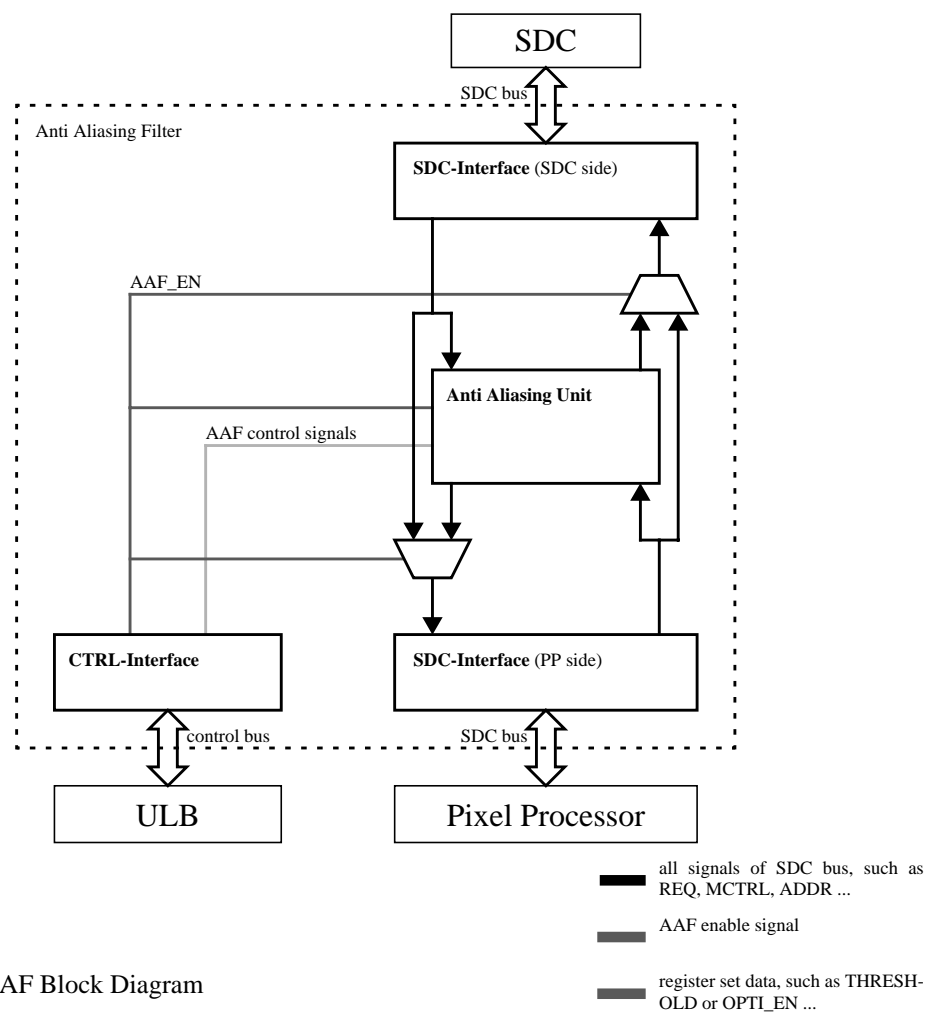 SDC
SDC bus
Anti Aliasing Filter
SDC-Interface (SDC side)
AAF_EN
Anti Aliasing Unit
AAF control signals
CTRL-Interface
SDC-Interface (PP side)
control bus
SDC bus
ULB
Pixel Processor
all signals of SDC bus, such as
REQ, MCTRL, ADDR ...
AAF enable signal
AF Block Diagram
register set data, such as THRESH-
OLD or OPTI_EN ...